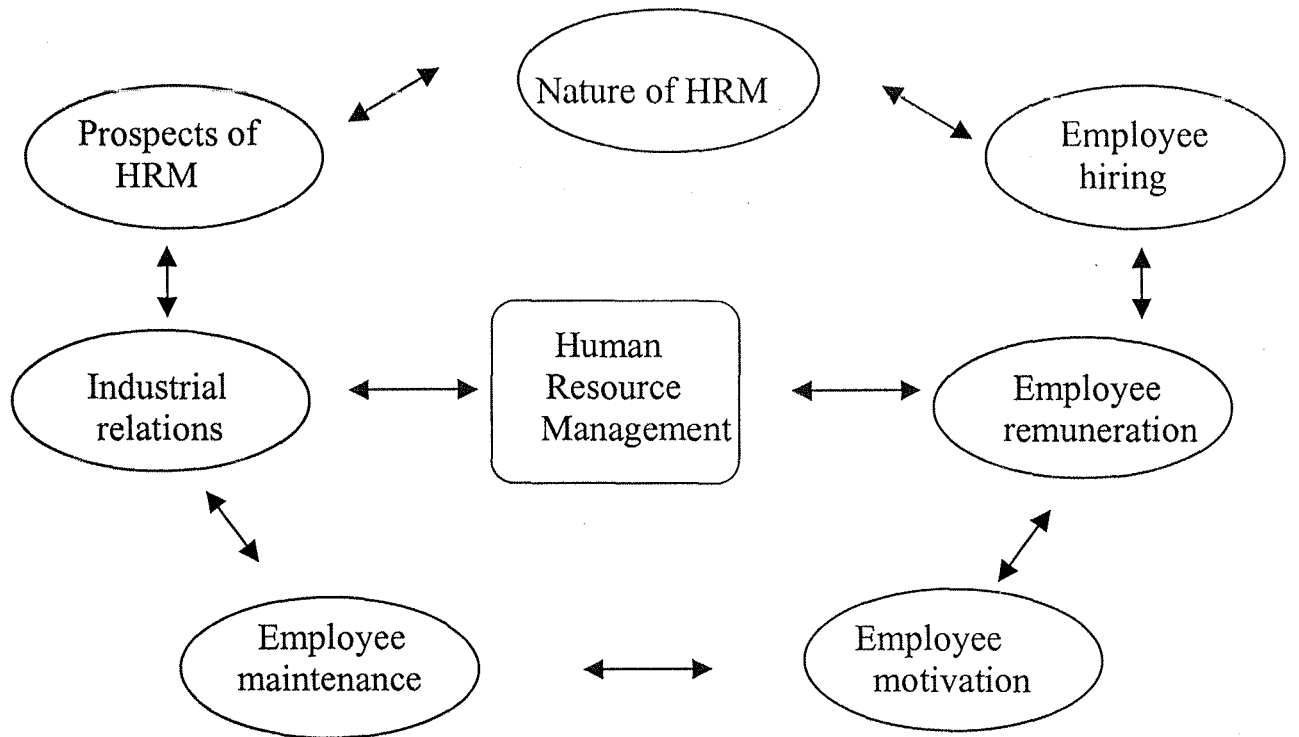 Nature of HRM
Prospects of
HRM
Employee
hiring
Human
Resource
Management
Industrial
relations
Employee
remuneration
Employee
maintenance
Employee
motivation